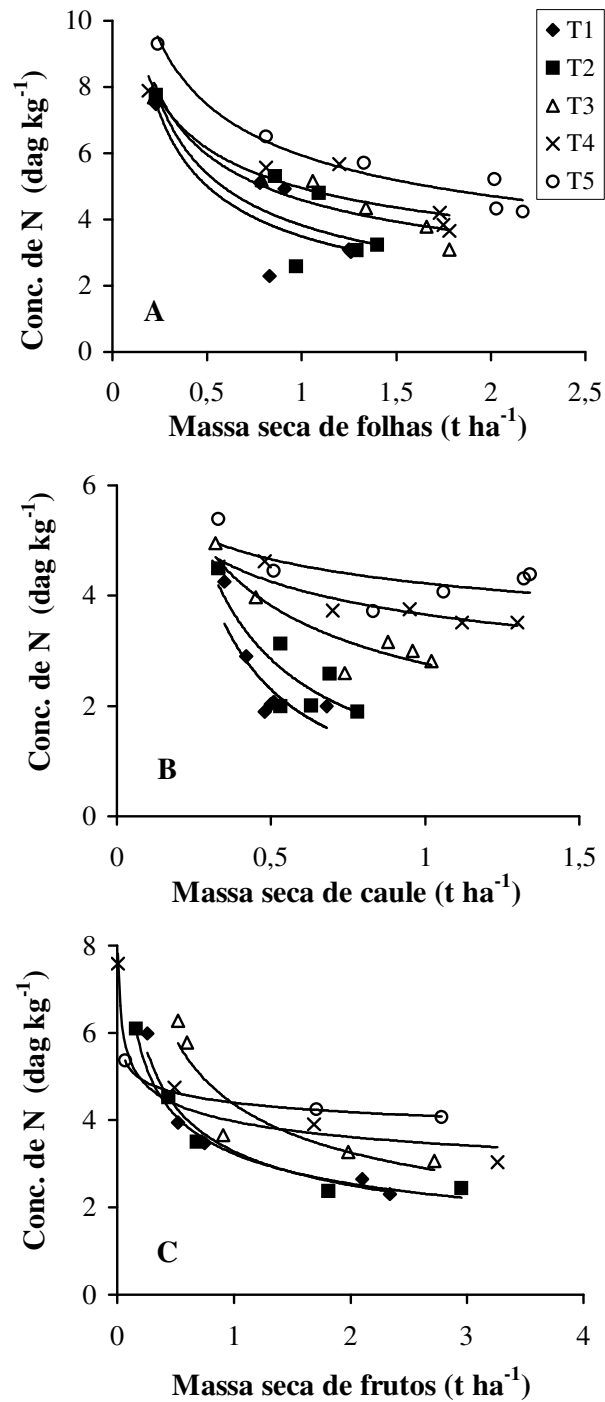 10
8
6
4
2
0
Conc. de N (dag kg⁻¹)
A
T1
T2
T3
T4
T5
0 0,5 1 1,5 2 2,5
Massa seca de folhas (t ha⁻¹)
6
4
2
0
Conc. de N (dag kg⁻¹)
B
0 0,5 1 1,5
Massa seca de caule (t ha⁻¹)
8
6
4
2
0
Conc. de N (dag kg⁻¹)
C
0 1 2 3 4
Massa seca de frutos (t ha⁻¹)